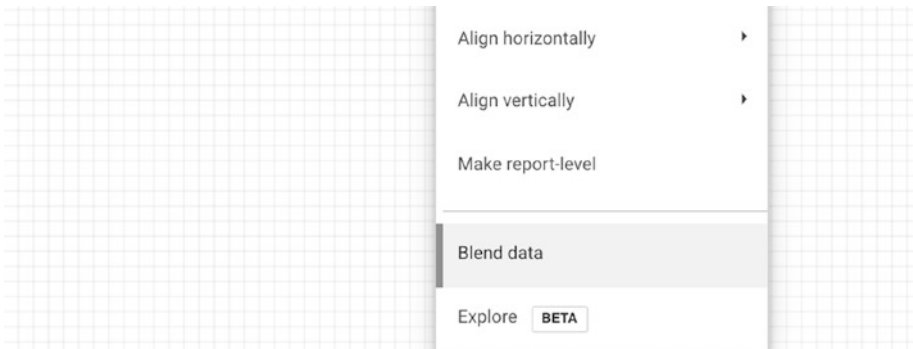 Align horizontally
Align vertically
Make report-level
Blend data
Explore BETA